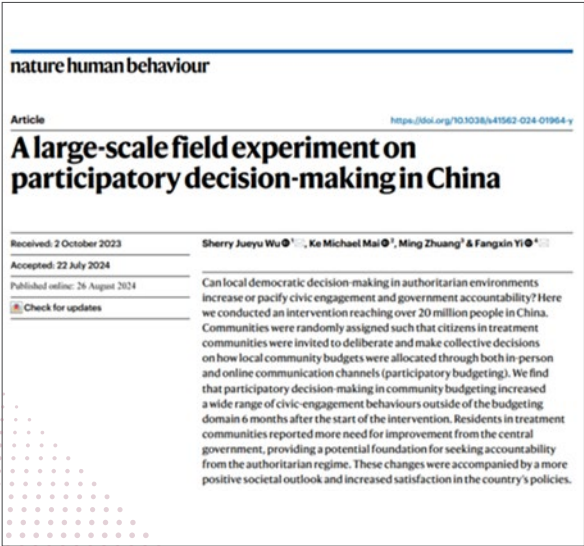 nature human behaviour
Article
https://doi.org/10.1038/s41562-024-01964-y
A large-scale field experiment on
participatory decision-making in China
Received: 2 October 2023
Accepted: 22 July 2024
Published online: 26 August 2024
Check for updates
Sherry Jueyu Wu 1, Ke Michael Mai 2, Ming Zhuang 3 & Fangxin Yi 4
Can local democratic decision-making in authoritarian environments
increase or pacify civic engagement and government accountability? Here
we conducted an intervention reaching over 20 million people in China.
Communities were randomly assigned such that citizens in treatment
communities were invited to deliberate and make collective decisions
on how local community budgets were allocated through both in-person
and online communication channels (participatory budgeting). We find
that participatory decision-making in community budgeting increased
a wide range of civic-engagement behaviours outside of the budgeting
domain 6 months after the start of the intervention. Residents in treatment
communities reported more need for improvement from the central
government, providing a potential foundation for seeking accountability
from the authoritarian regime. These changes were accompanied by a more
positive societal outlook and increased satisfaction in the country's policies.